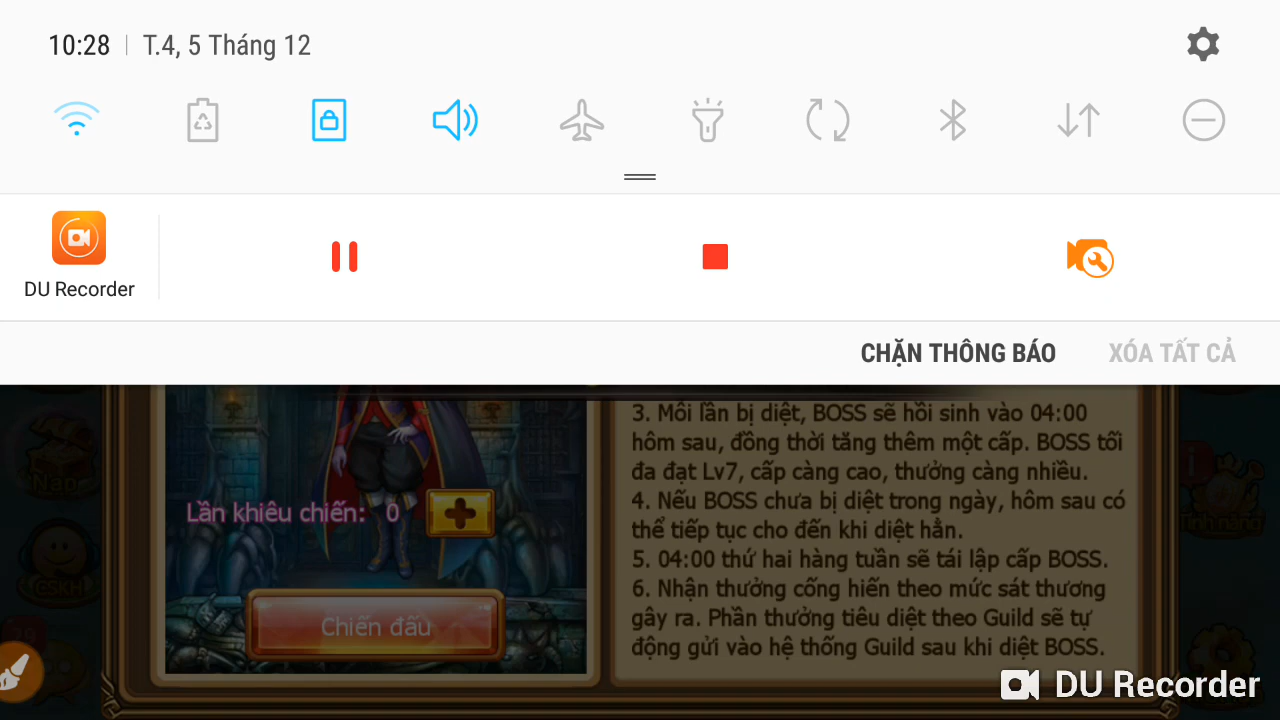 10:28 | T.4, 5 Tháng 12
DU Recorder
CHẶN THÔNG BÁO XÓA TẤT CẢ
3. Mỗi lần bị diệt, BOSS sẽ hồi sinh vào 04:00
hôm sau, đồng thời tăng thêm một cấp. BOSS tối
đa đạt Lv7, cấp càng cao, thưởng càng nhiều.
4. Nếu BOSS chưa bị diệt trong ngày, hôm sau có
thể tiếp tục cho đến khi diệt hẳn.
5. 04:00 thứ hai hàng tuần sẽ tái lập cấp BOSS.
6. Nhận thưởng cống hiến theo mức sát thương
gây ra. Phần thưởng tiêu diệt theo Guild sẽ tự
động gửi vào hệ thống Guild sau khi diệt BOSS.
Lần khiêu chiến: 0
Chiến đấu
Nạp
CSKH
Tính năng
DU Recorder